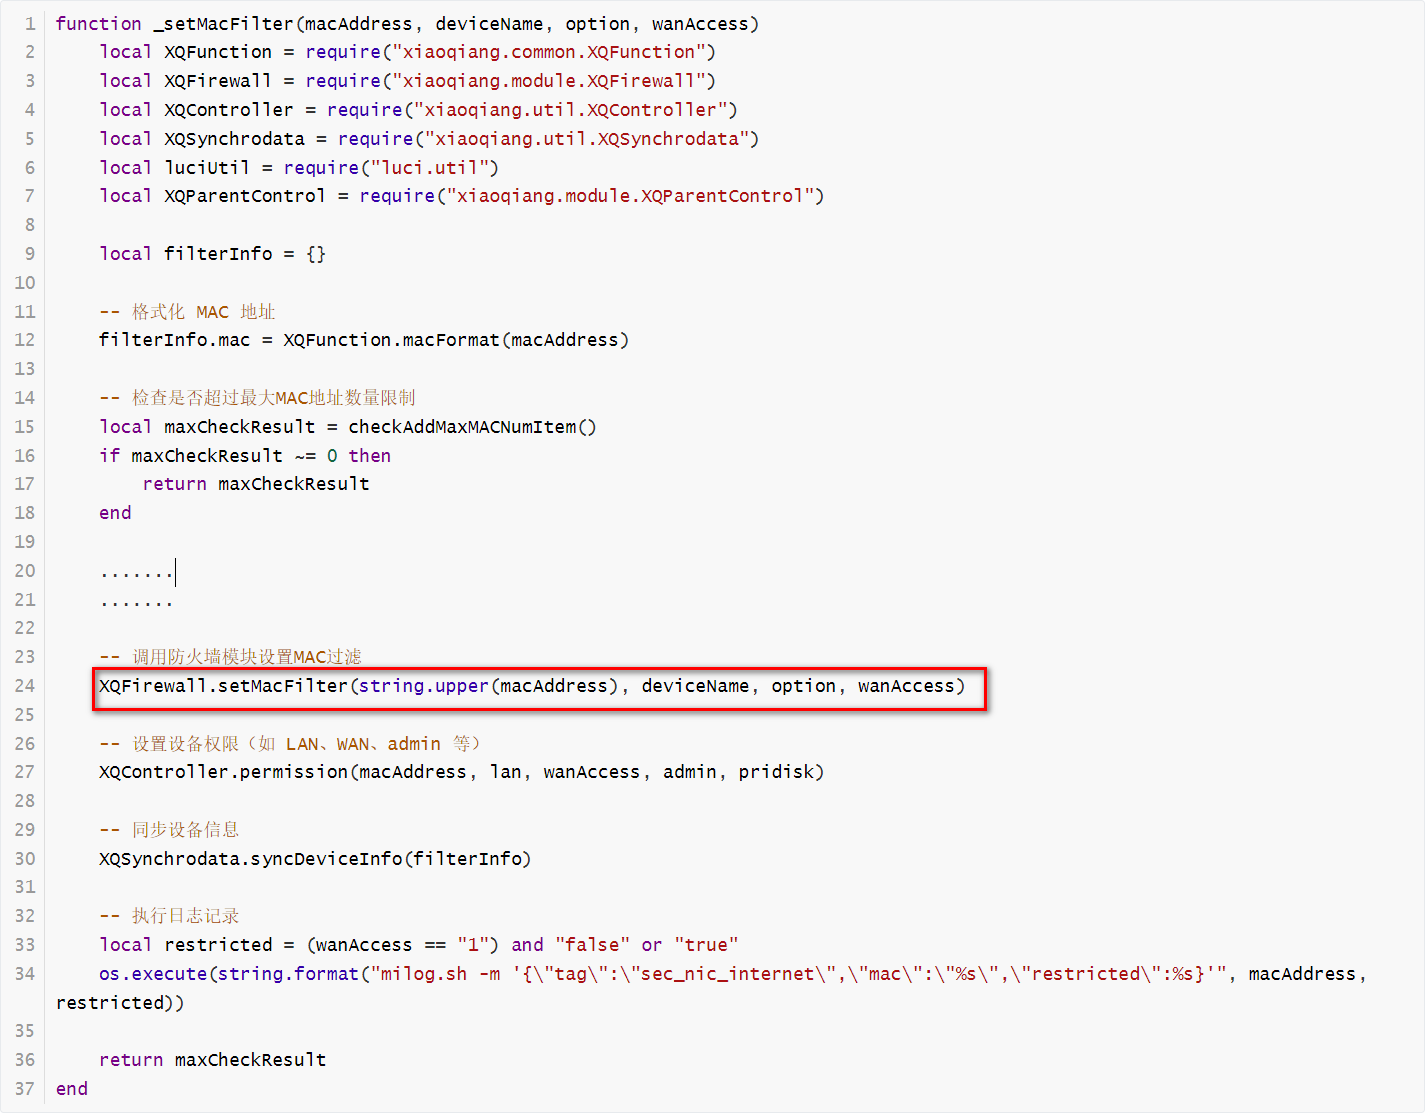 1 function _setMacFilter(macAddress, deviceName, option, wanAccess)
2     local XQFunction = require("xiaoqiang.common.XQFunction")
3     local XQFirewall = require("xiaoqiang.module.XQFirewall")
4     local XQController = require("xiaoqiang.util.XQController")
5     local XQSynchrodata = require("xiaoqiang.util.XQSynchrodata")
6     local luciUtil = require("luci.util")
7     local XQParentControl = require("xiaoqiang.module.XQParentControl")
8
9     local filterInfo = {}
10
11     -- 格式化 MAC 地址
12     filterInfo.mac = XQFunction.macFormat(macAddress)
13
14     -- 检查是否超过最大MAC地址数量限制
15     local maxCheckResult = checkAddMaxMACNumItem()
16     if maxCheckResult ~= 0 then
17         return maxCheckResult
18     end
19
20     .......
21     .......
22
23     -- 调用防火墙模块设置MAC过滤
24     XQFirewall.setMacFilter(string.upper(macAddress), deviceName, option, wanAccess)
25
26     -- 设置设备权限（如 LAN、WAN、admin 等）
27     XQController.permission(macAddress, lan, wanAccess, admin, pridisk)
28
29     -- 同步设备信息
30     XQSynchrodata.syncDeviceInfo(filterInfo)
31
32     -- 执行日志记录
33     local restricted = (wanAccess == "1") and "false" or "true"
34     os.execute(string.format("milog.sh -m '{\"tag\":\"sec_nic_internet\",\"mac\":\"%s\",\"restricted\":%s}'", macAddress,
restricted))
35
36     return maxCheckResult
37 end